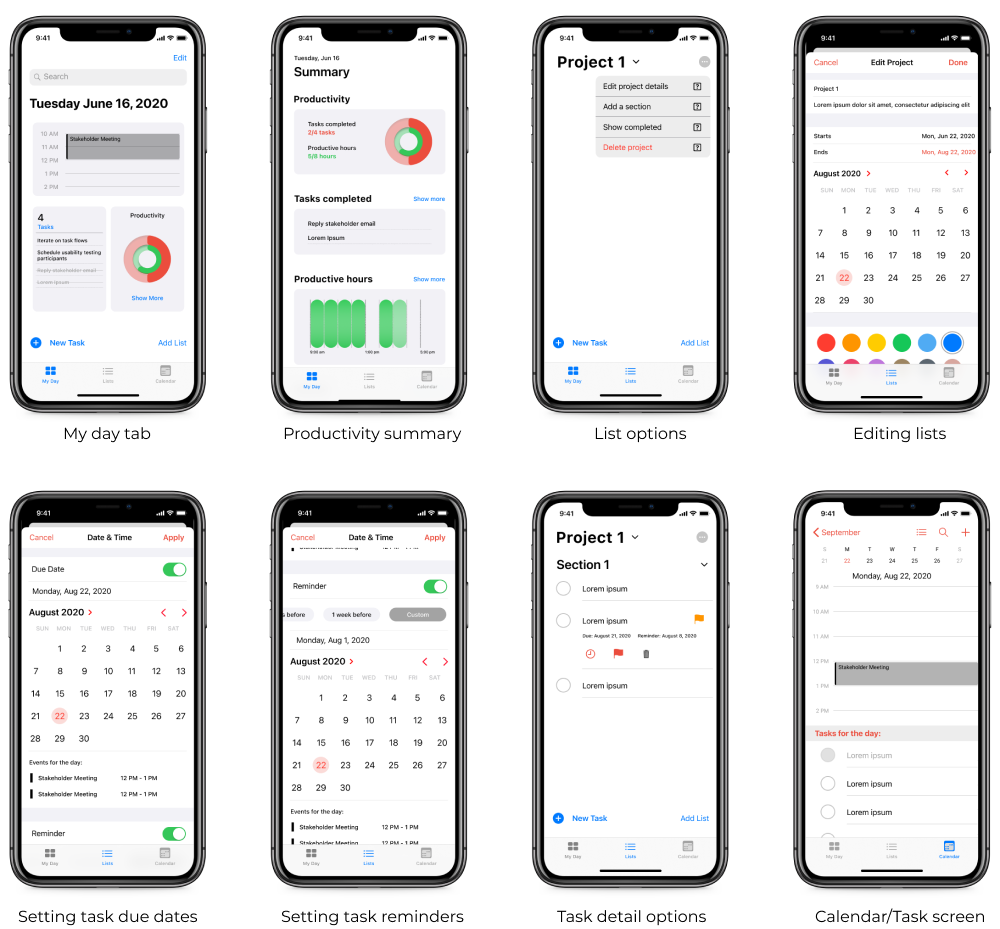 9:41
Edit
Search
Tuesday June 16, 2020
10 AM
Stakeholder Meeting
11 AM
12 PM
1 PM
2 PM
4
Tasks
Iterate on task flows
Schedule usability testing
participants
Reply stakeholder email
Lorem Ipsum
Productivity
Show More
New Task
Add List
My Day
Lists
Calendar
My day tab
9:41
Tuesday, Jun 16
Summary
Productivity
Tasks completed
2/4 tasks
Productive hours
5/8 hours
Tasks completed
Show more
Reply stakeholder email
Lorem Ipsum
Productive hours
Show more
9:00 am
1:00 pm
5:30 pm
My Day
Lists
Calendar
Productivity summary
9:41
Project 1
Edit project details
Add a section
Show completed
Delete project
New Task
Add List
My Day
Lists
Calendar
List options
9:41
Cancel
Edit Project
Done
Project 1
Lorem ipsum dolor sit amet, consectetur adipiscing elit
Starts
Mon, Jun 22, 2020
Ends
Mon, Aug 22, 2020
August 2020
SUN MON TUE WED THU FRI SAT
1 2 3 4 5 6
7 8 9 10 11 12 13
14 15 16 17 18 19 20
21 22 23 24 25 26 27
28 29 30
My Day
Lists
Calendar
Editing lists
9:41
Cancel
Date & Time
Apply
Due Date
Monday, Aug 22, 2020
August 2020
SUN MON TUE WED THU FRI SAT
1 2 3 4 5 6
7 8 9 10 11 12 13
14 15 16 17 18 19 20
21 22 23 24 25 26 27
28 29 30
Events for the day:
Stakeholder Meeting 12 PM - 1 PM
Stakeholder Meeting 12 PM - 1 PM
Reminder
My Day
Lists
Calendar
Setting task due dates
9:41
Cancel
Date & Time
Apply
Stakeholder Meeting 12 PM - 1 PM
Reminder
s before
1 week before
Custom
Monday, Aug 1, 2020
August 2020
SUN MON TUE WED THU FRI SAT
1 2 3 4 5 6
7 8 9 10 11 12 13
14 15 16 17 18 19 20
21 22 23 24 25 26 27
28 29 30
Events for the day:
Stakeholder Meeting 12 PM - 1 PM
Stakeholder Meeting 12 PM - 1 PM
My Day
Lists
Calendar
Setting task reminders
9:41
Project 1
Section 1
Lorem ipsum
Lorem ipsum
Due: August 21, 2020 Reminder: August 8, 2020
Lorem ipsum
New Task
Add List
My Day
Lists
Calendar
Task detail options
9:41
September
S M T W T F S
21 22 23 24 25 26 27
Monday, Aug 22, 2020
9 AM
10 AM
11 AM
12 PM
Stakeholder Meeting
1 PM
2 PM
Tasks for the day:
Lorem ipsum
Lorem ipsum
Lorem ipsum
My Day
Lists
Calendar
Calendar/Task screen